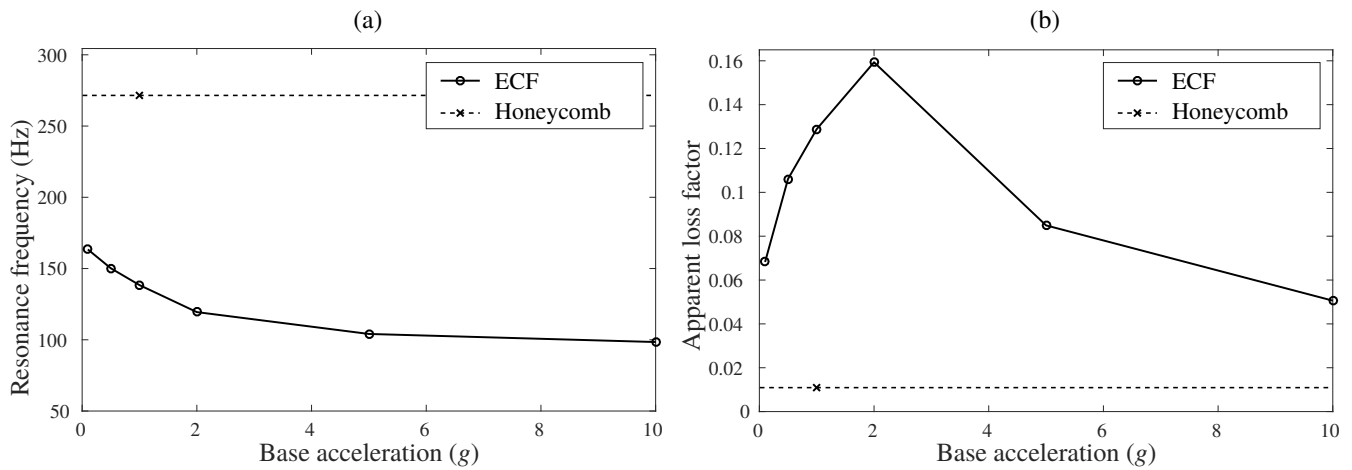 (a)
Resonance frequency (Hz)
300
250
200
150
100
50
0
2
4
6
8
10
Base acceleration (g)
ECF
Honeycomb
(b)
Apparent loss factor
0.16
0.14
0.12
0.1
0.08
0.06
0.04
0.02
0
0
2
4
6
8
10
Base acceleration (g)
ECF
Honeycomb